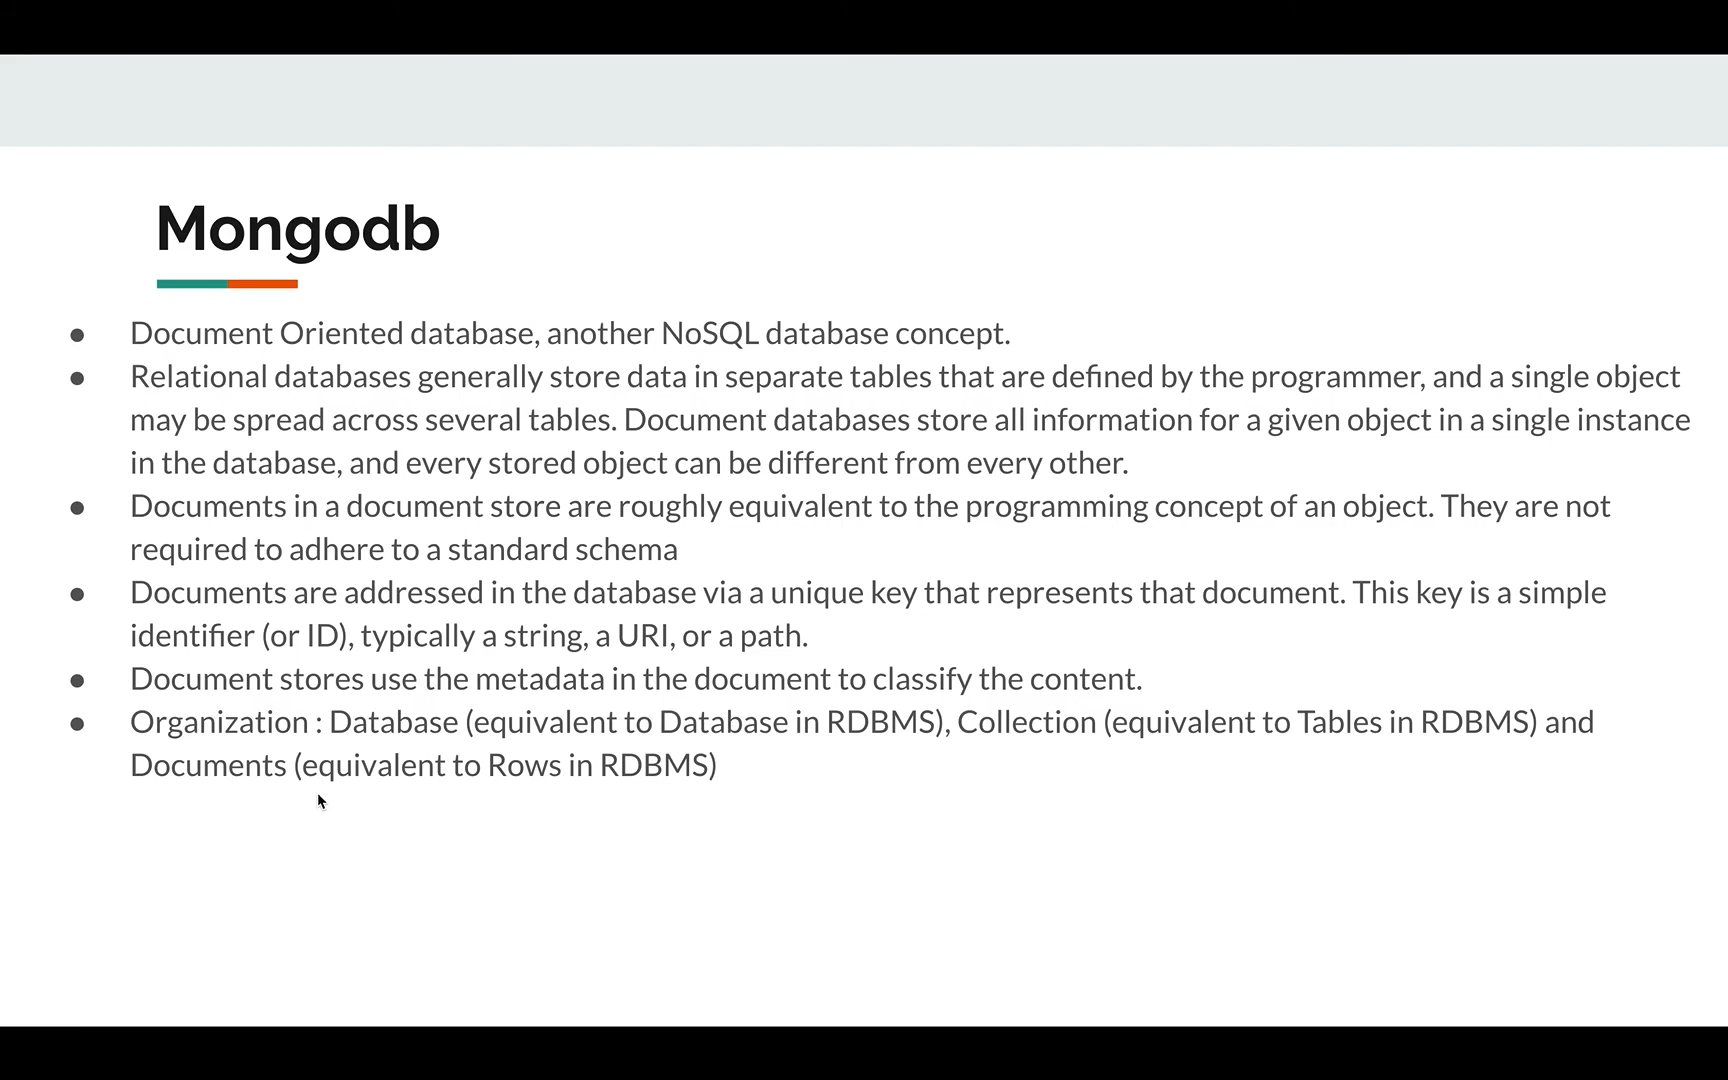 Mongodb
● Document Oriented database, another NoSQL database concept.
● Relational databases generally store data in separate tables that are defined by the programmer, and a single object
may be spread across several tables. Document databases store all information for a given object in a single instance
in the database, and every stored object can be different from every other.
● Documents in a document store are roughly equivalent to the programming concept of an object. They are not
required to adhere to a standard schema
● Documents are addressed in the database via a unique key that represents that document. This key is a simple
identifier (or ID), typically a string, a URI, or a path.
● Document stores use the metadata in the document to classify the content.
● Organization : Database (equivalent to Database in RDBMS), Collection (equivalent to Tables in RDBMS) and
Documents (equivalent to Rows in RDBMS)